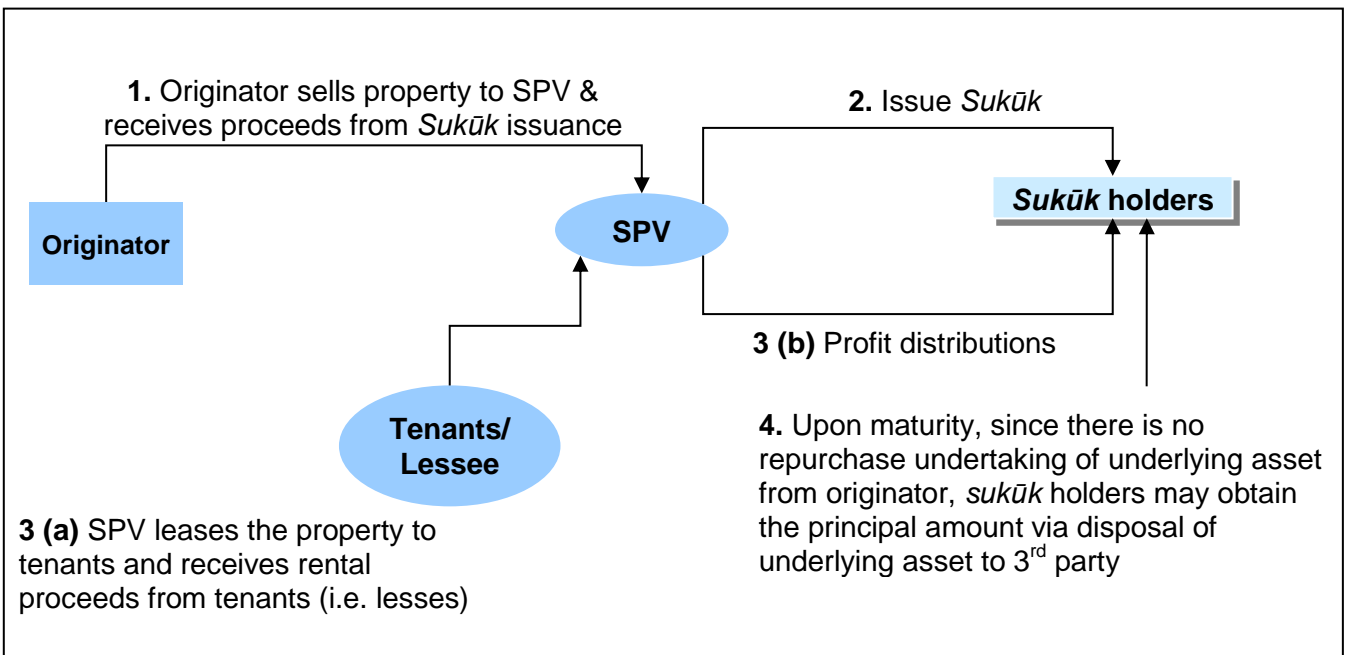 1. Originator sells property to SPV &
receives proceeds from Sukūk issuance
2. Issue Sukūk
Originator
SPV
Sukūk holders
3 (b) Profit distributions
Tenants/
Lessee
3 (a) SPV leases the property to
tenants and receives rental
proceeds from tenants (i.e. lesses)
4. Upon maturity, since there is no
repurchase undertaking of underlying asset
from originator, sukūk holders may obtain
the principal amount via disposal of
underlying asset to 3rd party